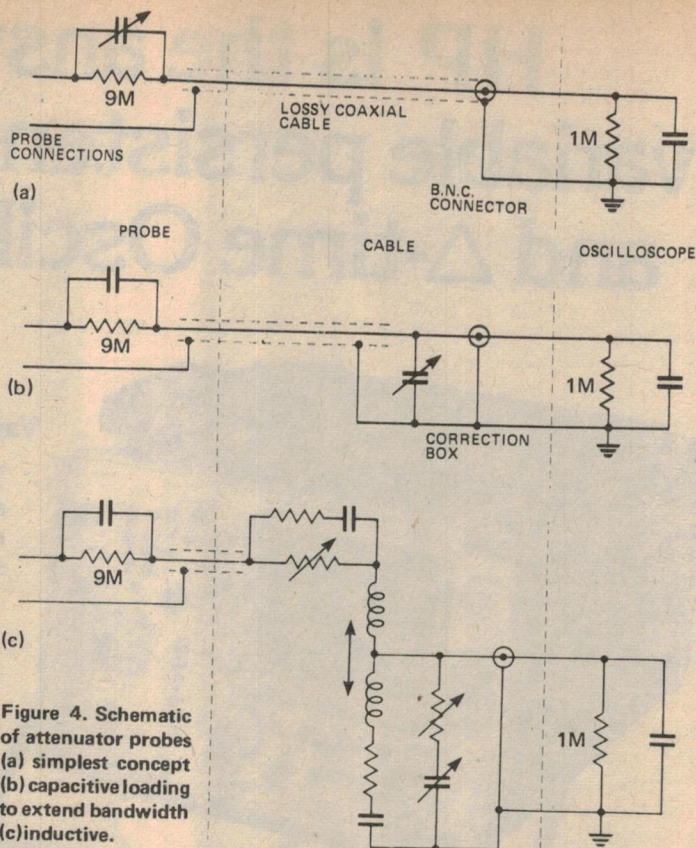 9M
LOSSY COAXIAL
CABLE
1M
PROBE
CONNECTIONS
(a)
B.N.C.
CONNECTOR
PROBE
CABLE
OSCILLOSCOPE
9M
1M
(b)
CORRECTION
BOX
9M
(c)
1M
Figure 4. Schematic
of attenuator probes
(a) simplest concept
(b) capacitive loading
to extend bandwidth
(c)inductive.